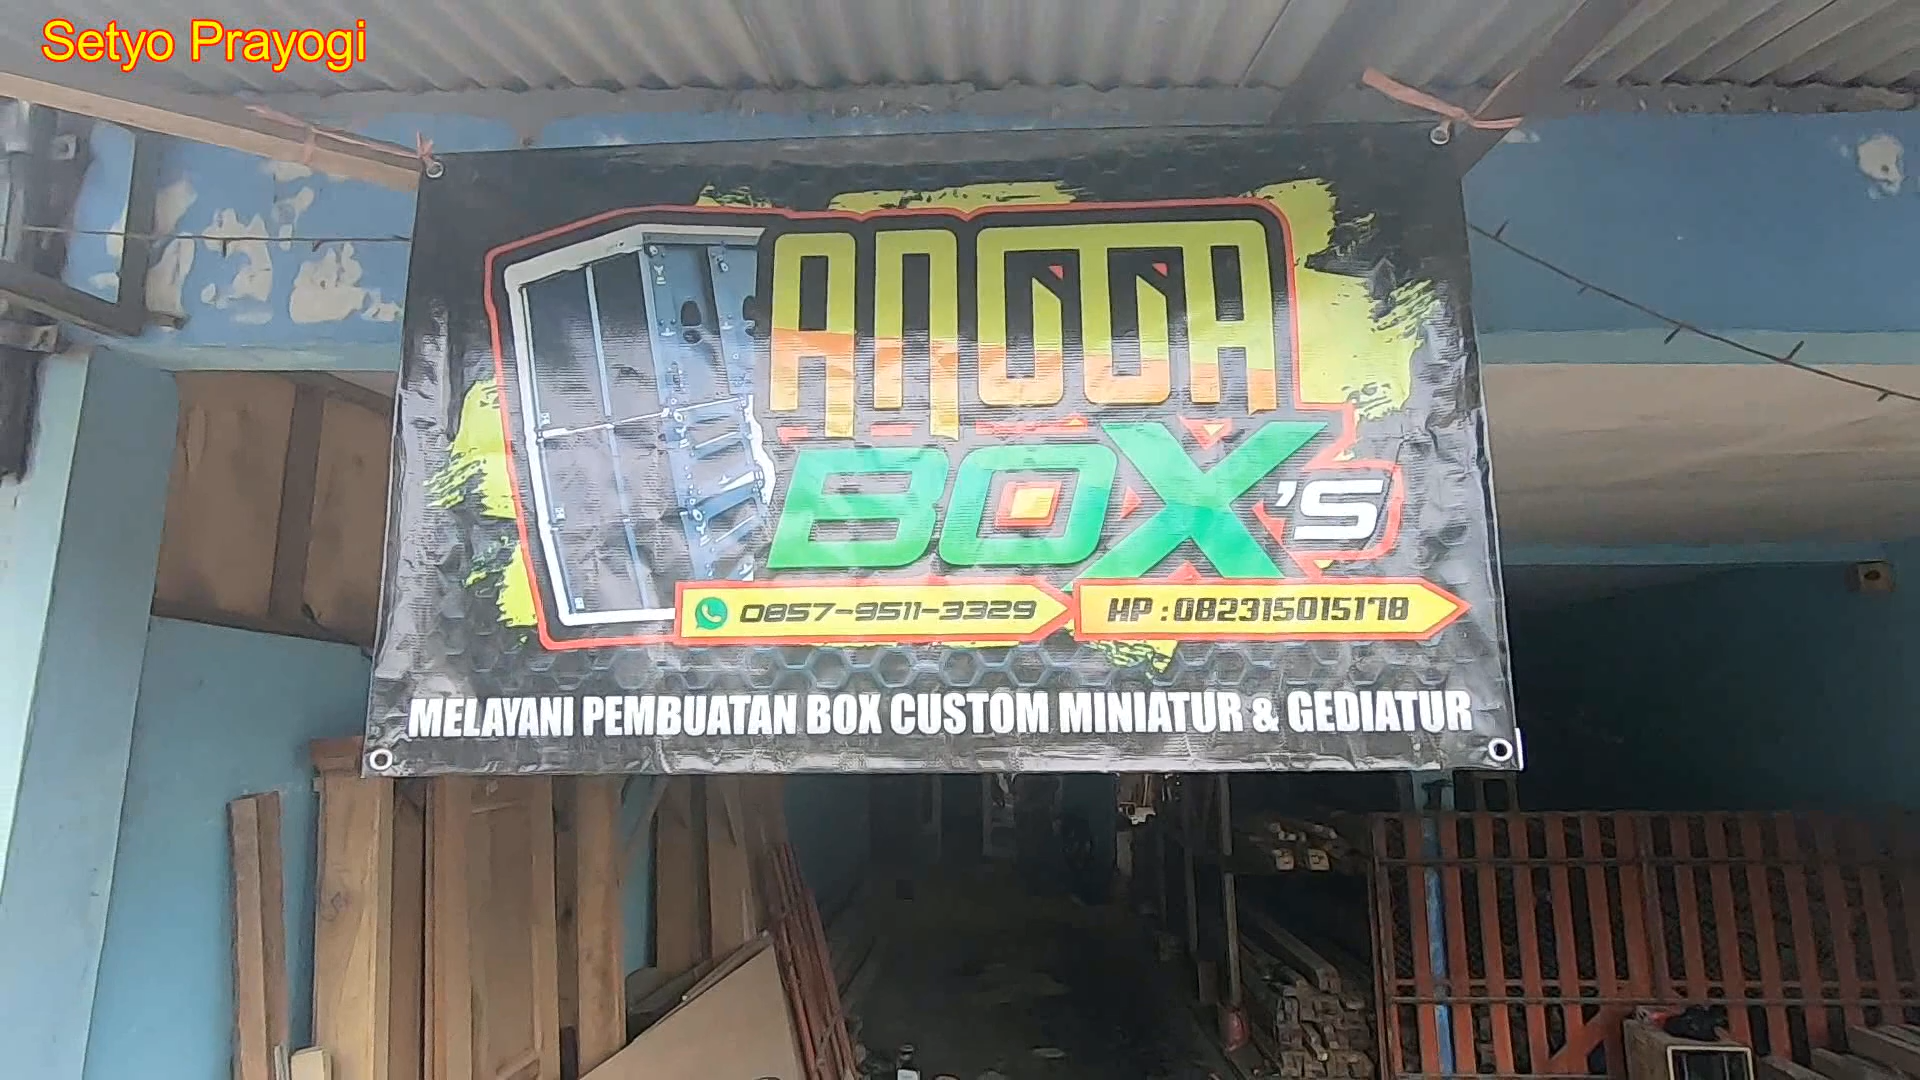 Setyo Prayogi
ANGGA
BOX'S
0857-9511-3329
HP : 082315015178
MELAYANI PEMBUATAN BOX CUSTOM MINIATUR & GEDIATUR